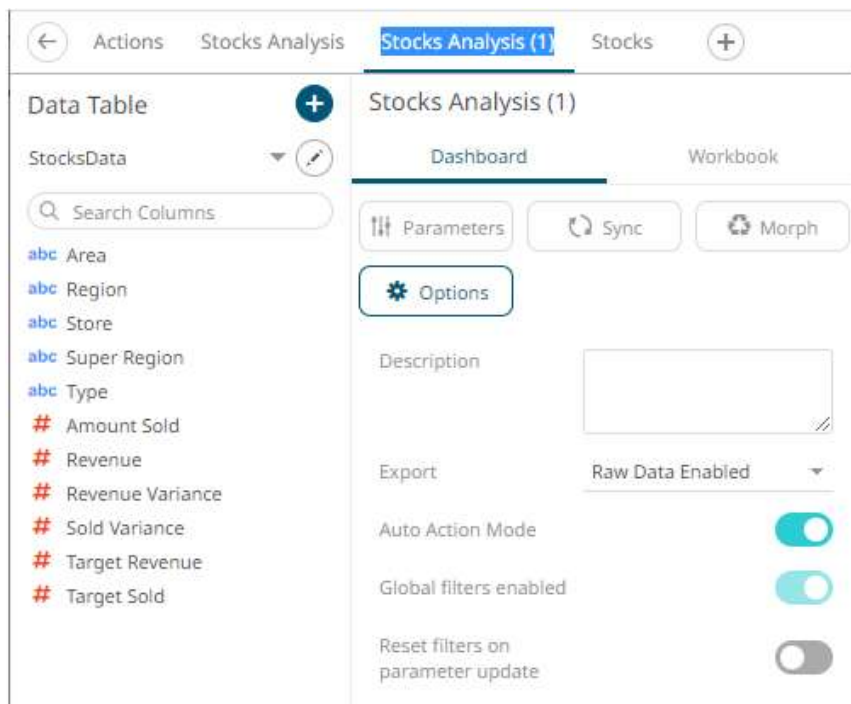 Actions Stocks Analysis Stocks Analysis (1) Stocks
Data Table
StocksData
Search Columns
abc Area
abc Region
abc Store
abc Super Region
abc Type
# Amount Sold
# Revenue
# Revenue Variance
# Sold Variance
# Target Revenue
# Target Sold
Stocks Analysis (1)
Dashboard Workbook
Parameters Sync Morph
Options
Description
Export Raw Data Enabled
Auto Action Mode
Global filters enabled
Reset filters on
parameter update